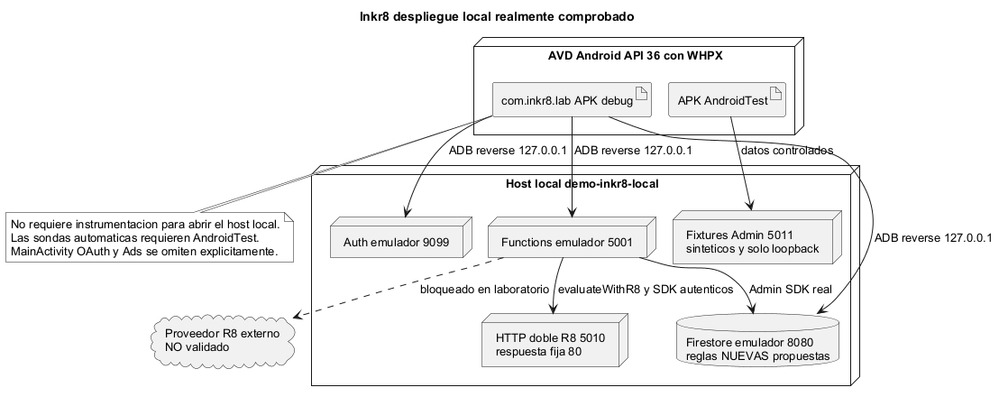 Inkr8 despliegue local realmente comprobado
AVD Android API 36 con WHPX
com.inkr8.lab APK debug
APK AndroidTest
ADB reverse 127.0.0.1
ADB reverse 127.0.0.1
datos controlados
Host local demo-inkr8-local
No requiere instrumentacion para abrir el host local.
Las sondas automaticas requieren AndroidTest.
MainActivity OAuth y Ads se omiten explicitamente.
Auth emulador 9099
Functions emulador 5001
Fixtures Admin 5011
sinteticos y solo loopback
ADB reverse 127.0.0.1
bloqueado en laboratorio
evaluateWithR8 y SDK autenticos
Admin SDK real
Proveedor R8 externo
NO validado
HTTP doble R8 5010
respuesta fija 80
Firestore emulador 8080
reglas NUEVAS propuestas